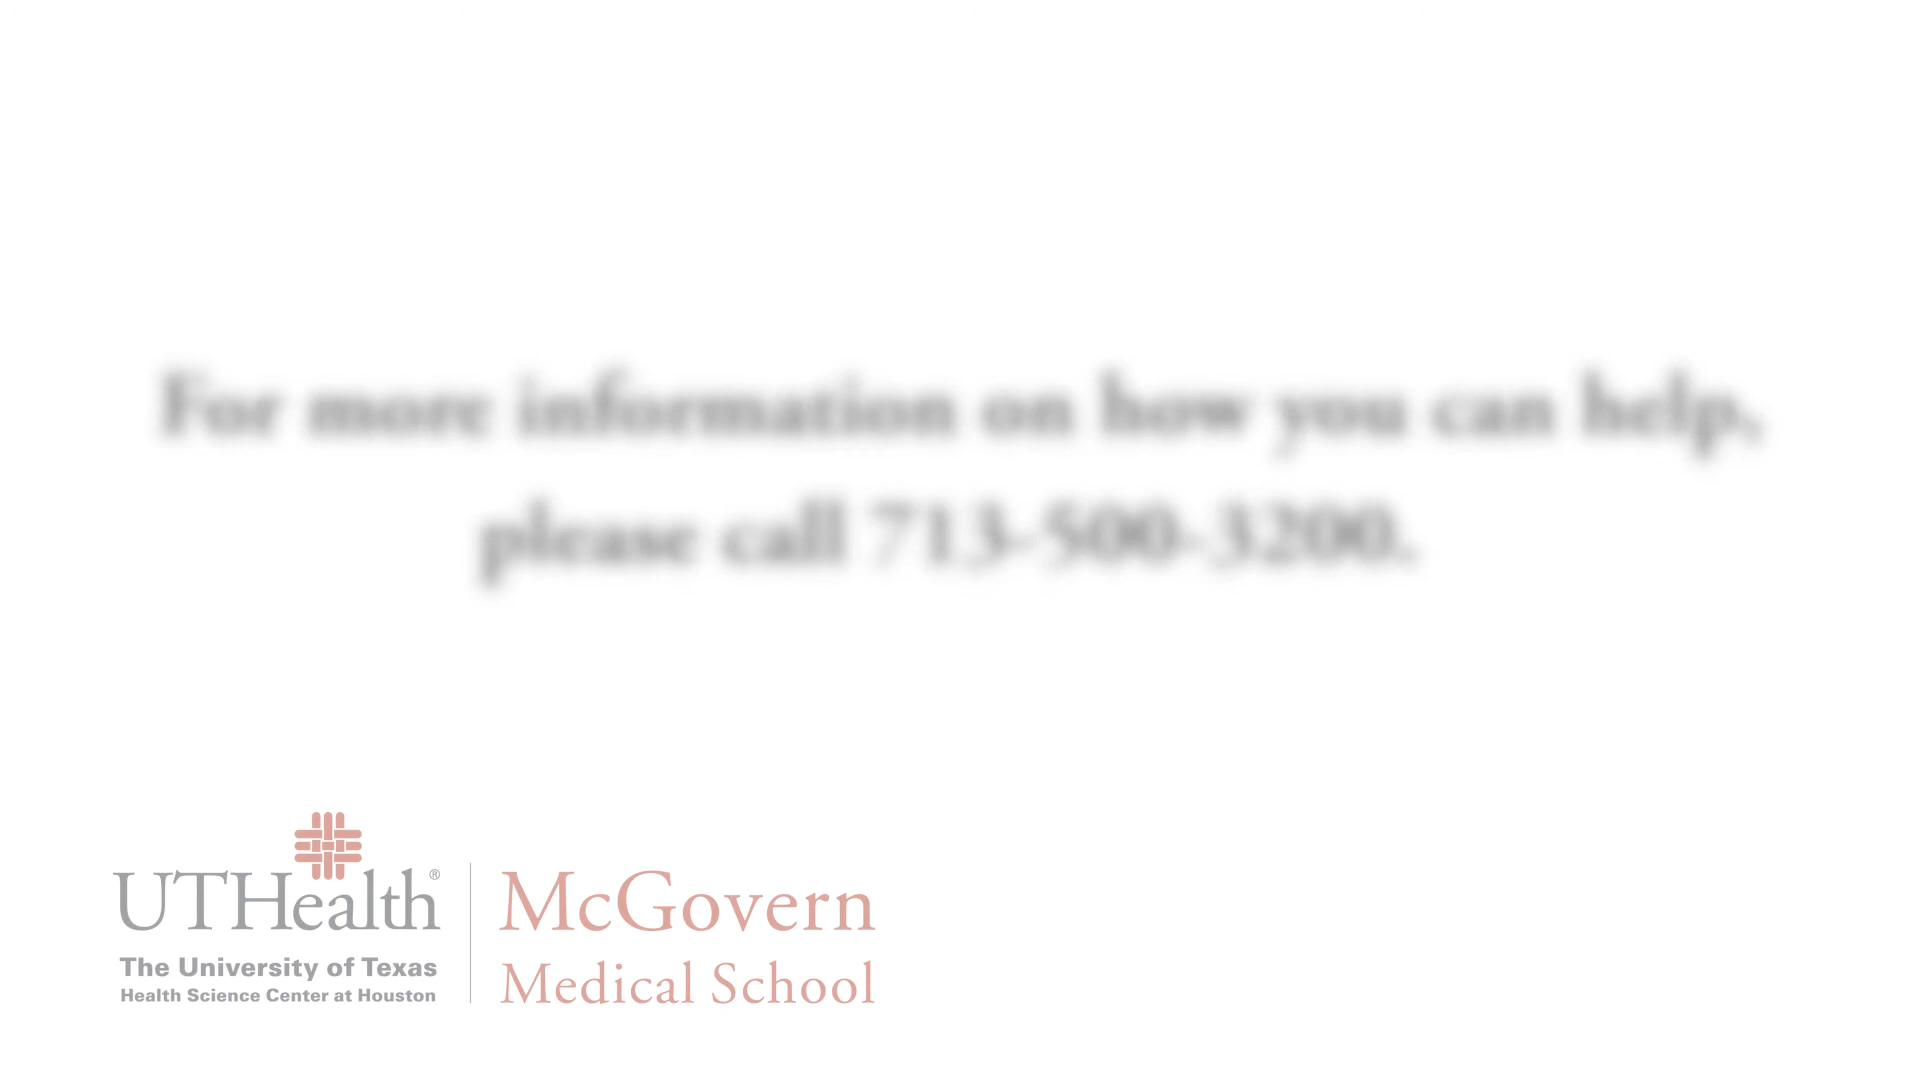 For more information on how you can help,
please call 713-500-3200.
UTHealth®
The University of Texas
Health Science Center at Houston
McGovern
Medical School